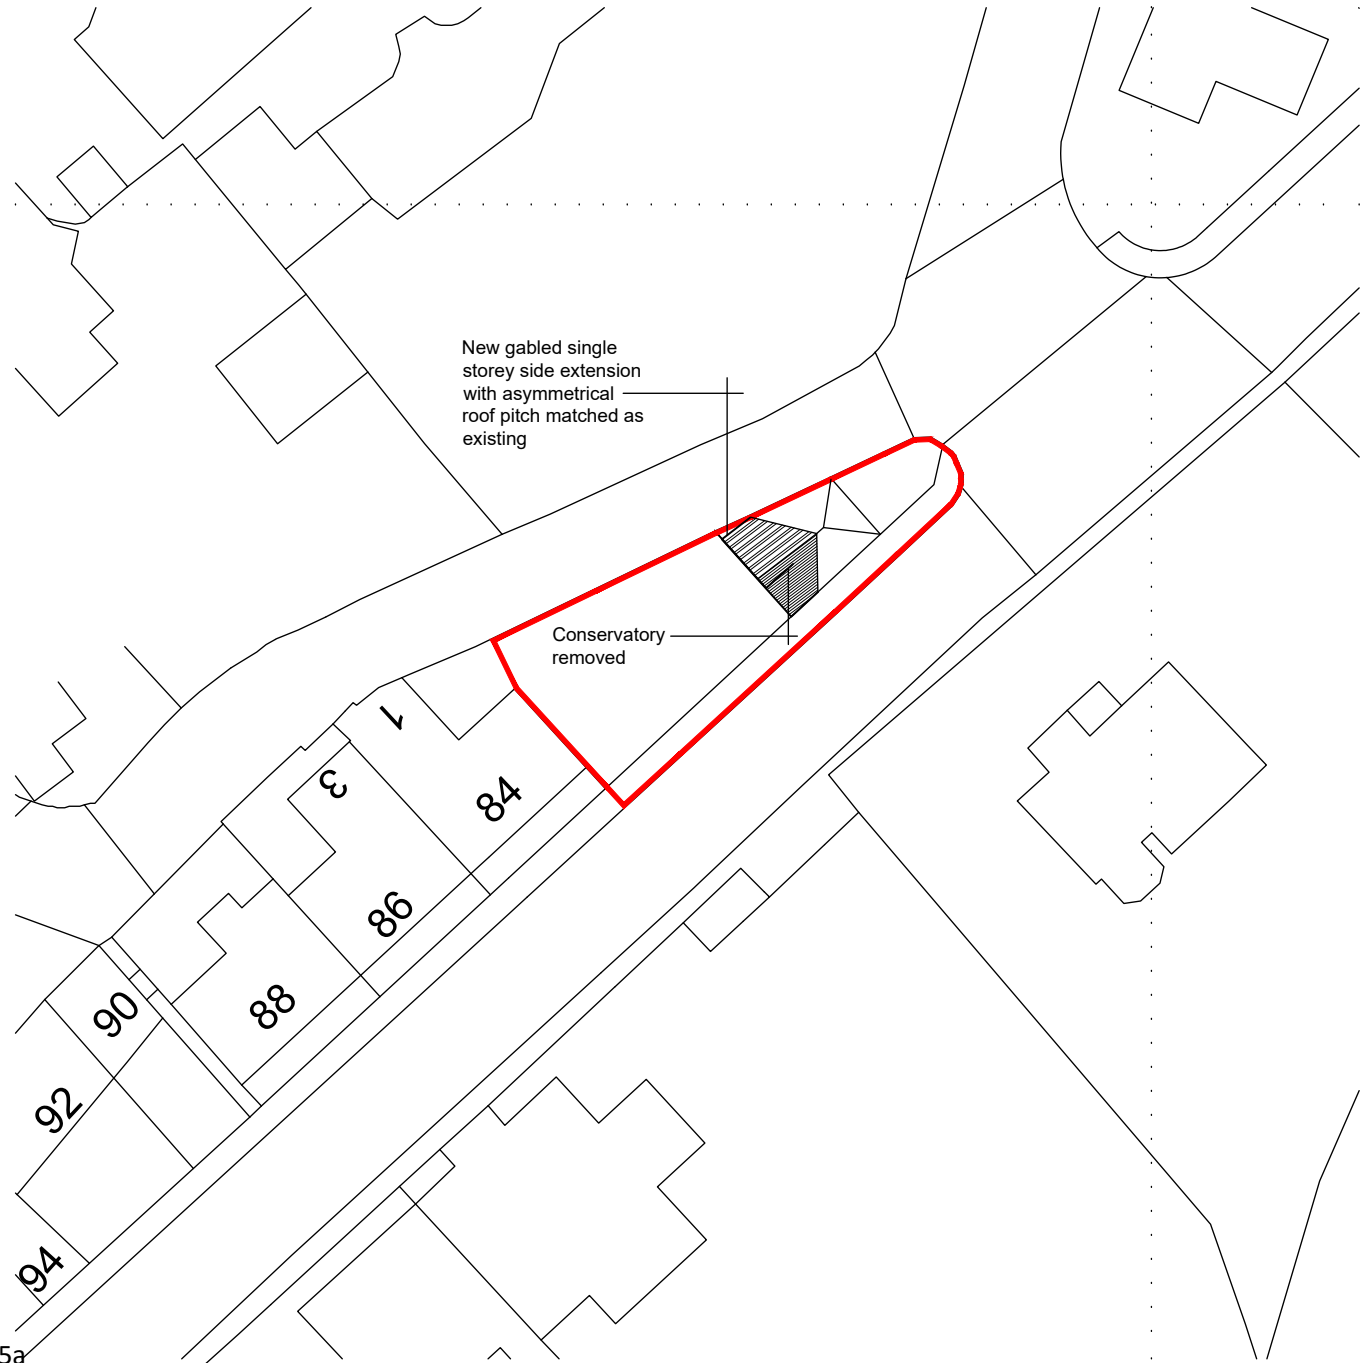 New gabled single
storey side extension
with asymmetrical
roof pitch matched as
existing
Conservatory
removed
1
3
84
86
88
90
92
94
5a